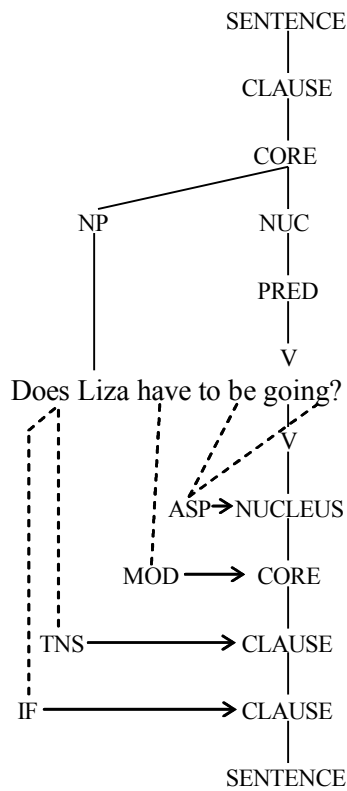 SENTENCE
CLAUSE
CORE
NP NUC
PRED
V
Does Liza have to be going?
V
ASP NUCLEUS
MOD CORE
TNS CLAUSE
IF CLAUSE
SENTENCE